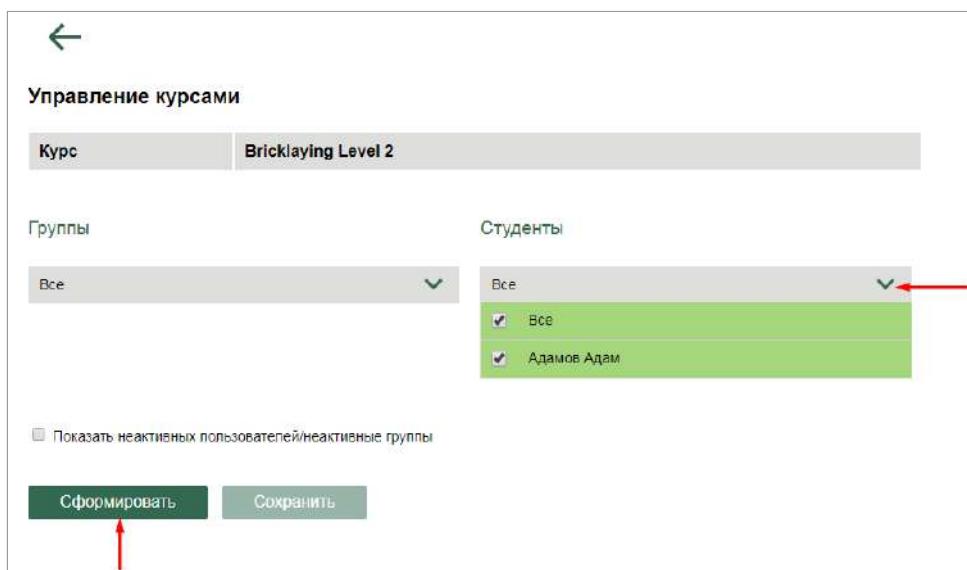 Управление курсами
Курс Bricklaying Level 2
Группы Студенты
Все Все
Все
Адамов Адам
Показать неактивных пользователей/неактивные группы
Сформировать Сохранить